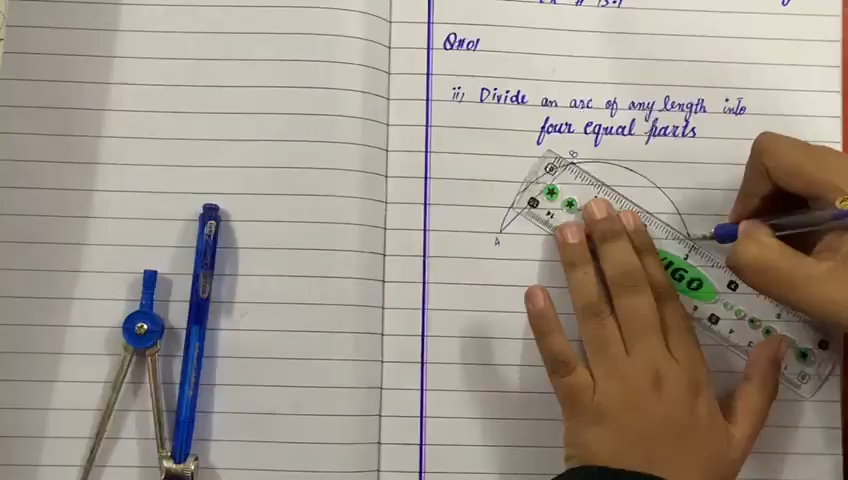 Q#01
ii) Divide an arc of any length into
four equal parts
B
A